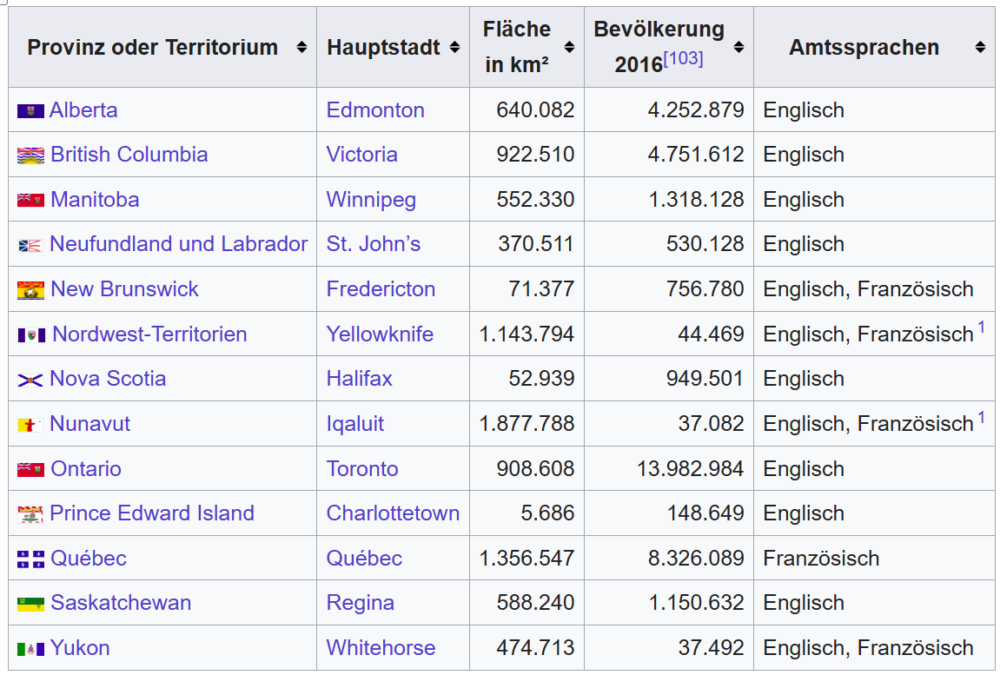 Provinz oder Territorium Hauptstadt Fläche in km² Bevölkerung 2016[103] Amtssprachen
Alberta Edmonton 640.082 4.252.879 Englisch
British Columbia Victoria 922.510 4.751.612 Englisch
Manitoba Winnipeg 552.330 1.318.128 Englisch
Neufundland und Labrador St. John’s 370.511 530.128 Englisch
New Brunswick Fredericton 71.377 756.780 Englisch, Französisch
Nordwest-Territorien Yellowknife 1.143.794 44.469 Englisch, Französisch 1
Nova Scotia Halifax 52.939 949.501 Englisch
Nunavut Iqaluit 1.877.788 37.082 Englisch, Französisch 1
Ontario Toronto 908.608 13.982.984 Englisch
Prince Edward Island Charlottetown 5.686 148.649 Englisch
Québec Québec 1.356.547 8.326.089 Französisch
Saskatchewan Regina 588.240 1.150.632 Englisch
Yukon Whitehorse 474.713 37.492 Englisch, Französisch